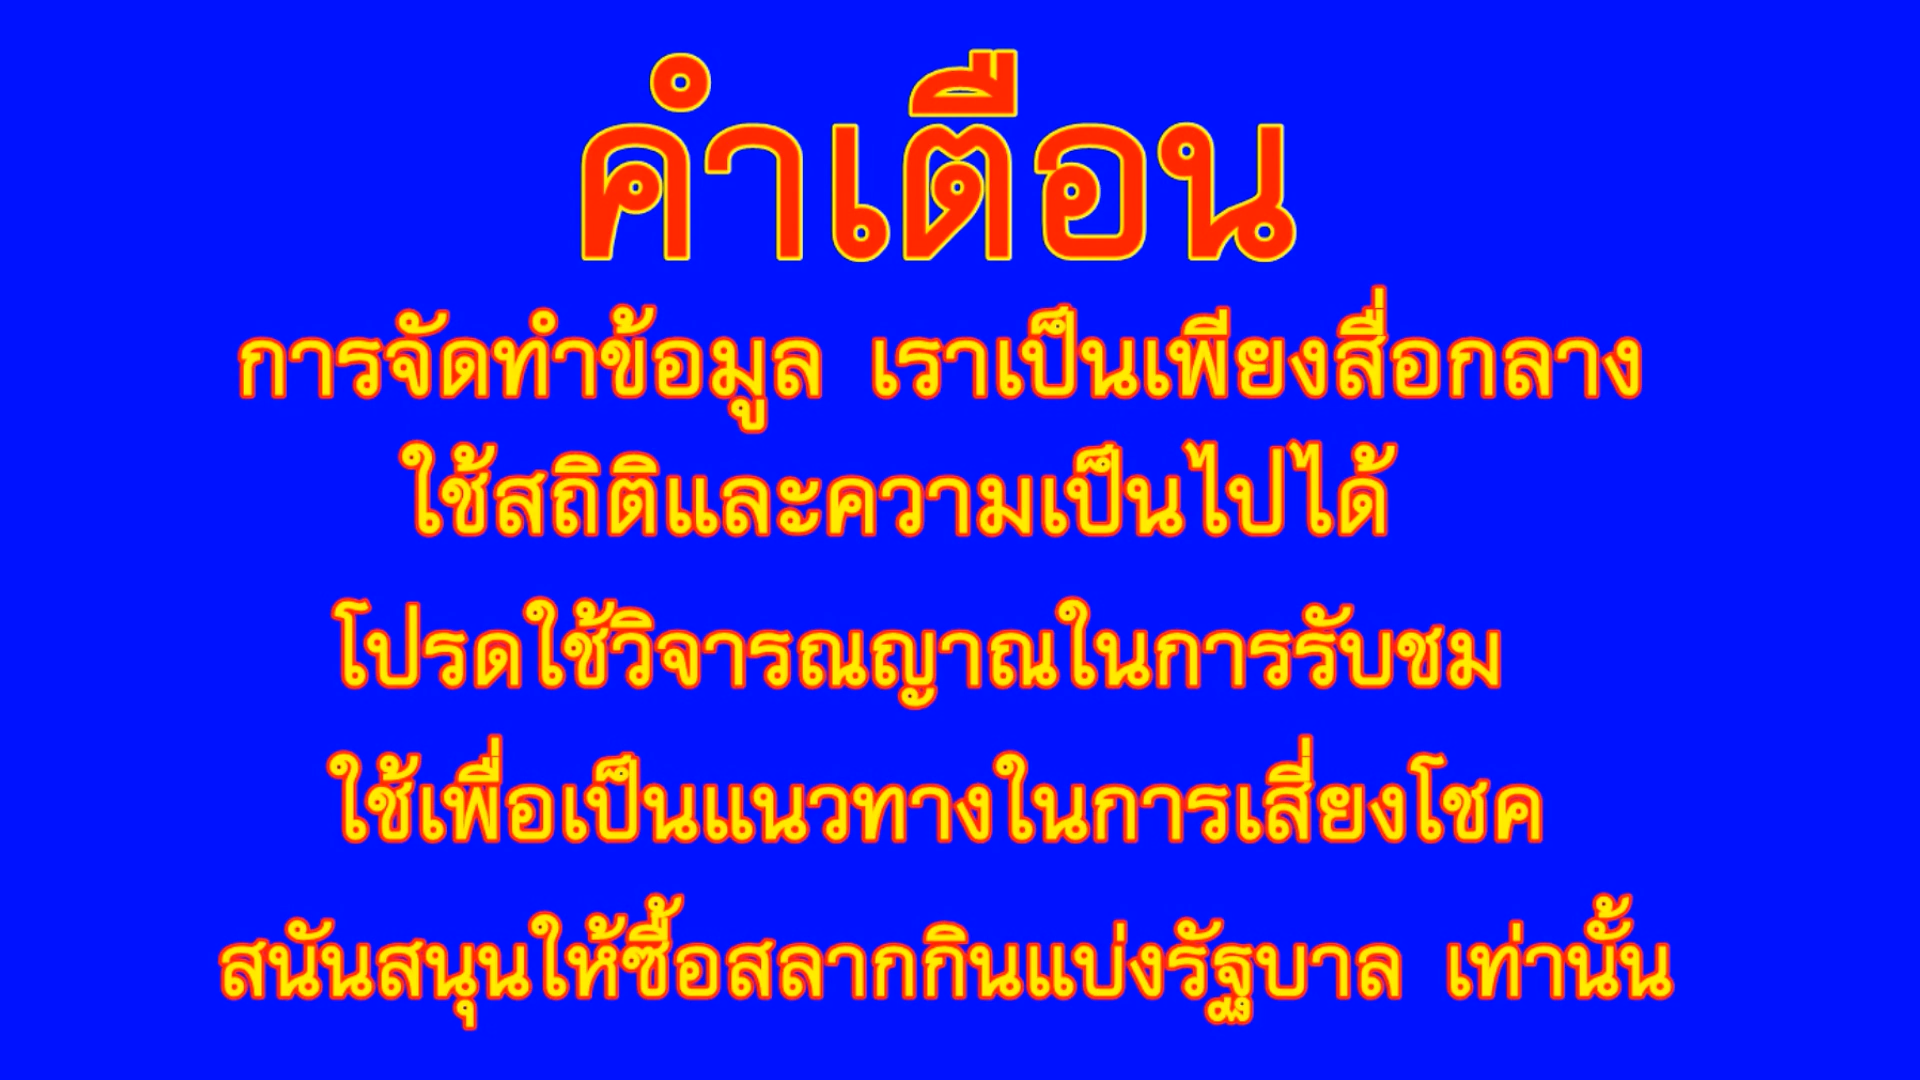 คำเตือน
การจัดทำข้อมูล เราเป็นเพียงสื่อกลาง
ใช้สถิติและความเป็นไปได้
โปรดใช้วิจารณญาณในการรับชม
ใช้เพื่อเป็นแนวทางในการเสี่ยงโชค
สนันสนุนให้ซื้อสลากกินแบ่งรัฐบาล เท่านั้น